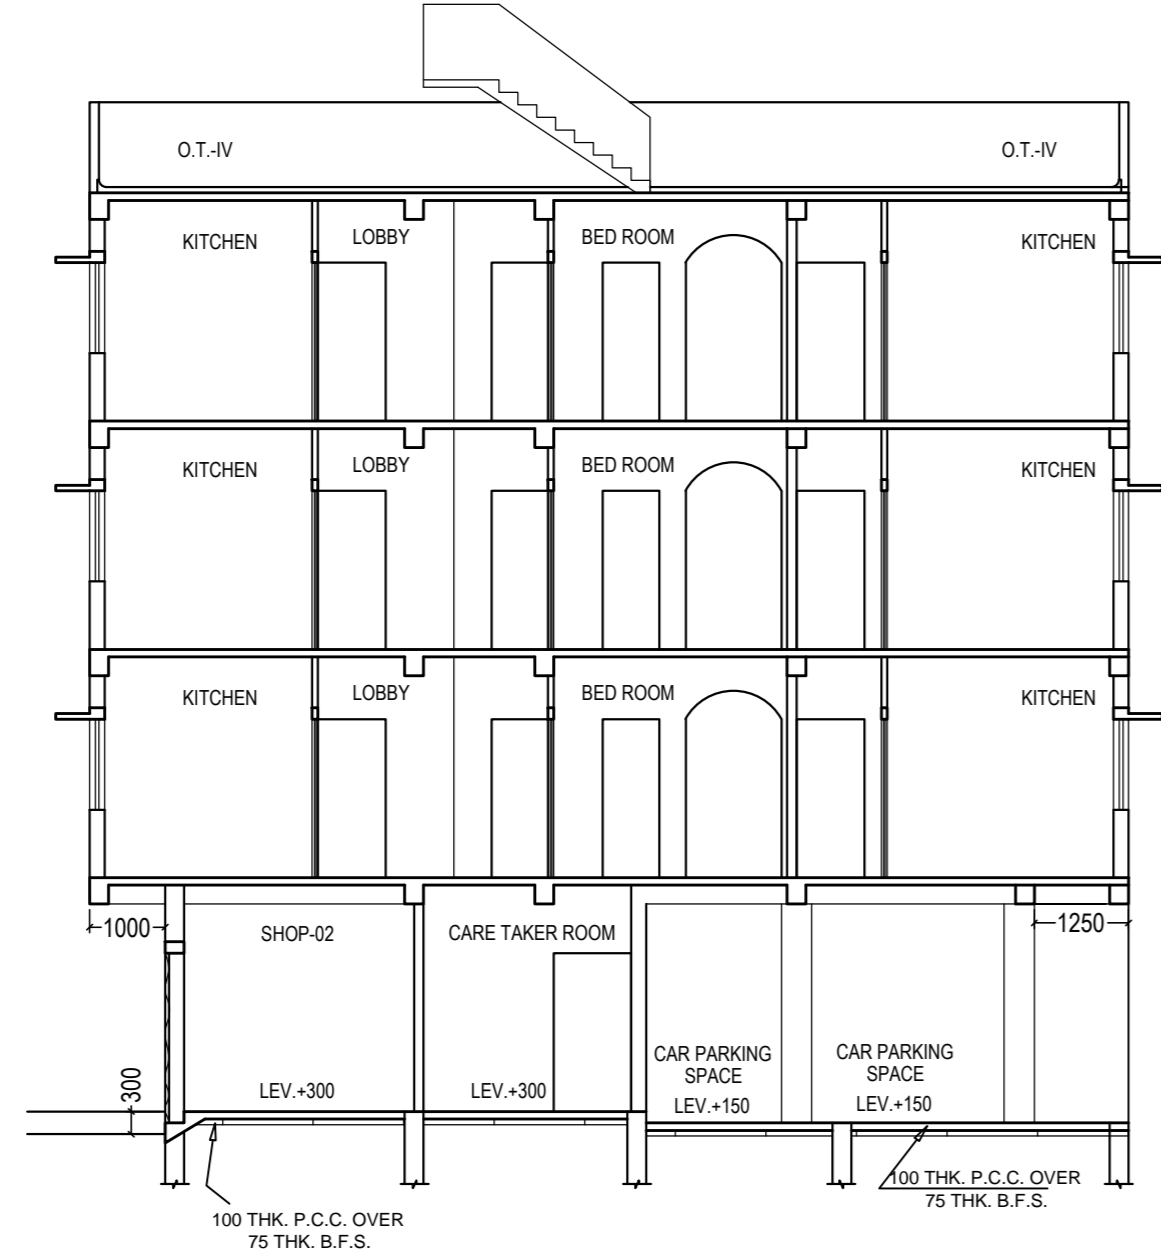 O.T.-IV
O.T.-IV
KITCHEN
LOBBY
BED ROOM
KITCHEN
KITCHEN
LOBBY
BED ROOM
KITCHEN
KITCHEN
LOBBY
BED ROOM
KITCHEN
1000
SHOP-02
CARE TAKER ROOM
1250
300
LEV.+300
LEV.+300
CAR PARKING
SPACE
LEV.+150
CAR PARKING
SPACE
LEV.+150
100 THK. P.C.C. OVER
75 THK. B.F.S.
100 THK. P.C.C. OVER
75 THK. B.F.S.